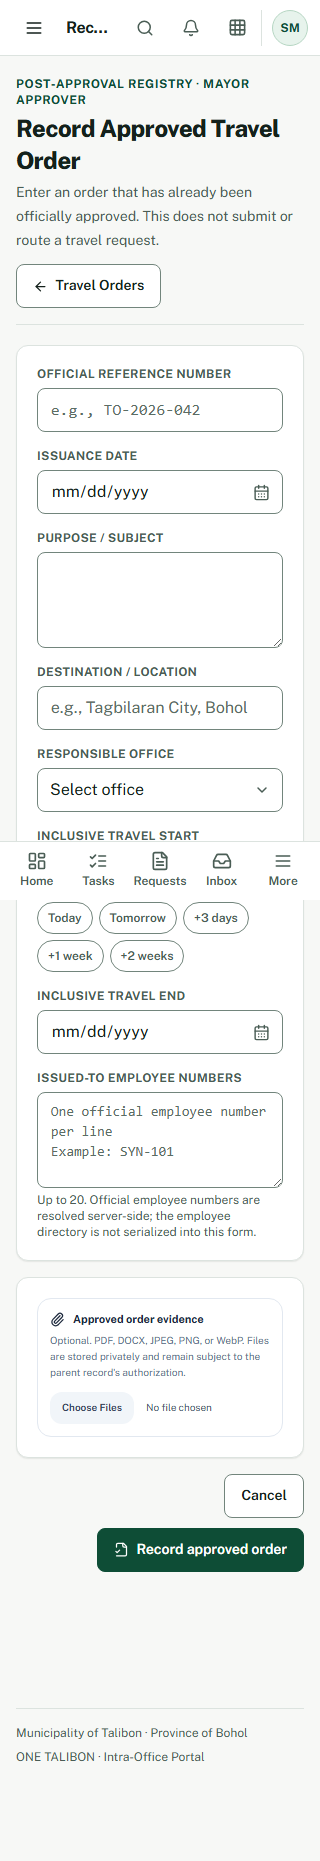 Rec...
SM
POST-APPROVAL REGISTRY · MAYOR
APPROVER
Record Approved Travel
Order
Enter an order that has already been
officially approved. This does not submit or
route a travel request.
Travel Orders
OFFICIAL REFERENCE NUMBER
e.g., TO-2026-042
ISSUANCE DATE
mm/dd/yyyy
PURPOSE / SUBJECT
DESTINATION / LOCATION
e.g., Tagbilaran City, Bohol
RESPONSIBLE OFFICE
Select office
INCLUSIVE TRAVEL START
Home Tasks Requests Inbox More
Today Tomorrow +3 days
+1 week +2 weeks
INCLUSIVE TRAVEL END
mm/dd/yyyy
ISSUED-TO EMPLOYEE NUMBERS
One official employee number
per line
Example: SYN-101
Up to 20. Official employee numbers are
resolved server-side; the employee
directory is not serialized into this form.
Approved order evidence
Optional. PDF, DOCX, JPEG, PNG, or WebP. Files
are stored privately and remain subject to the
parent record's authorization.
Choose Files No file chosen
Cancel
Record approved order
Municipality of Talibon · Province of Bohol
ONE TALIBON · Intra-Office Portal